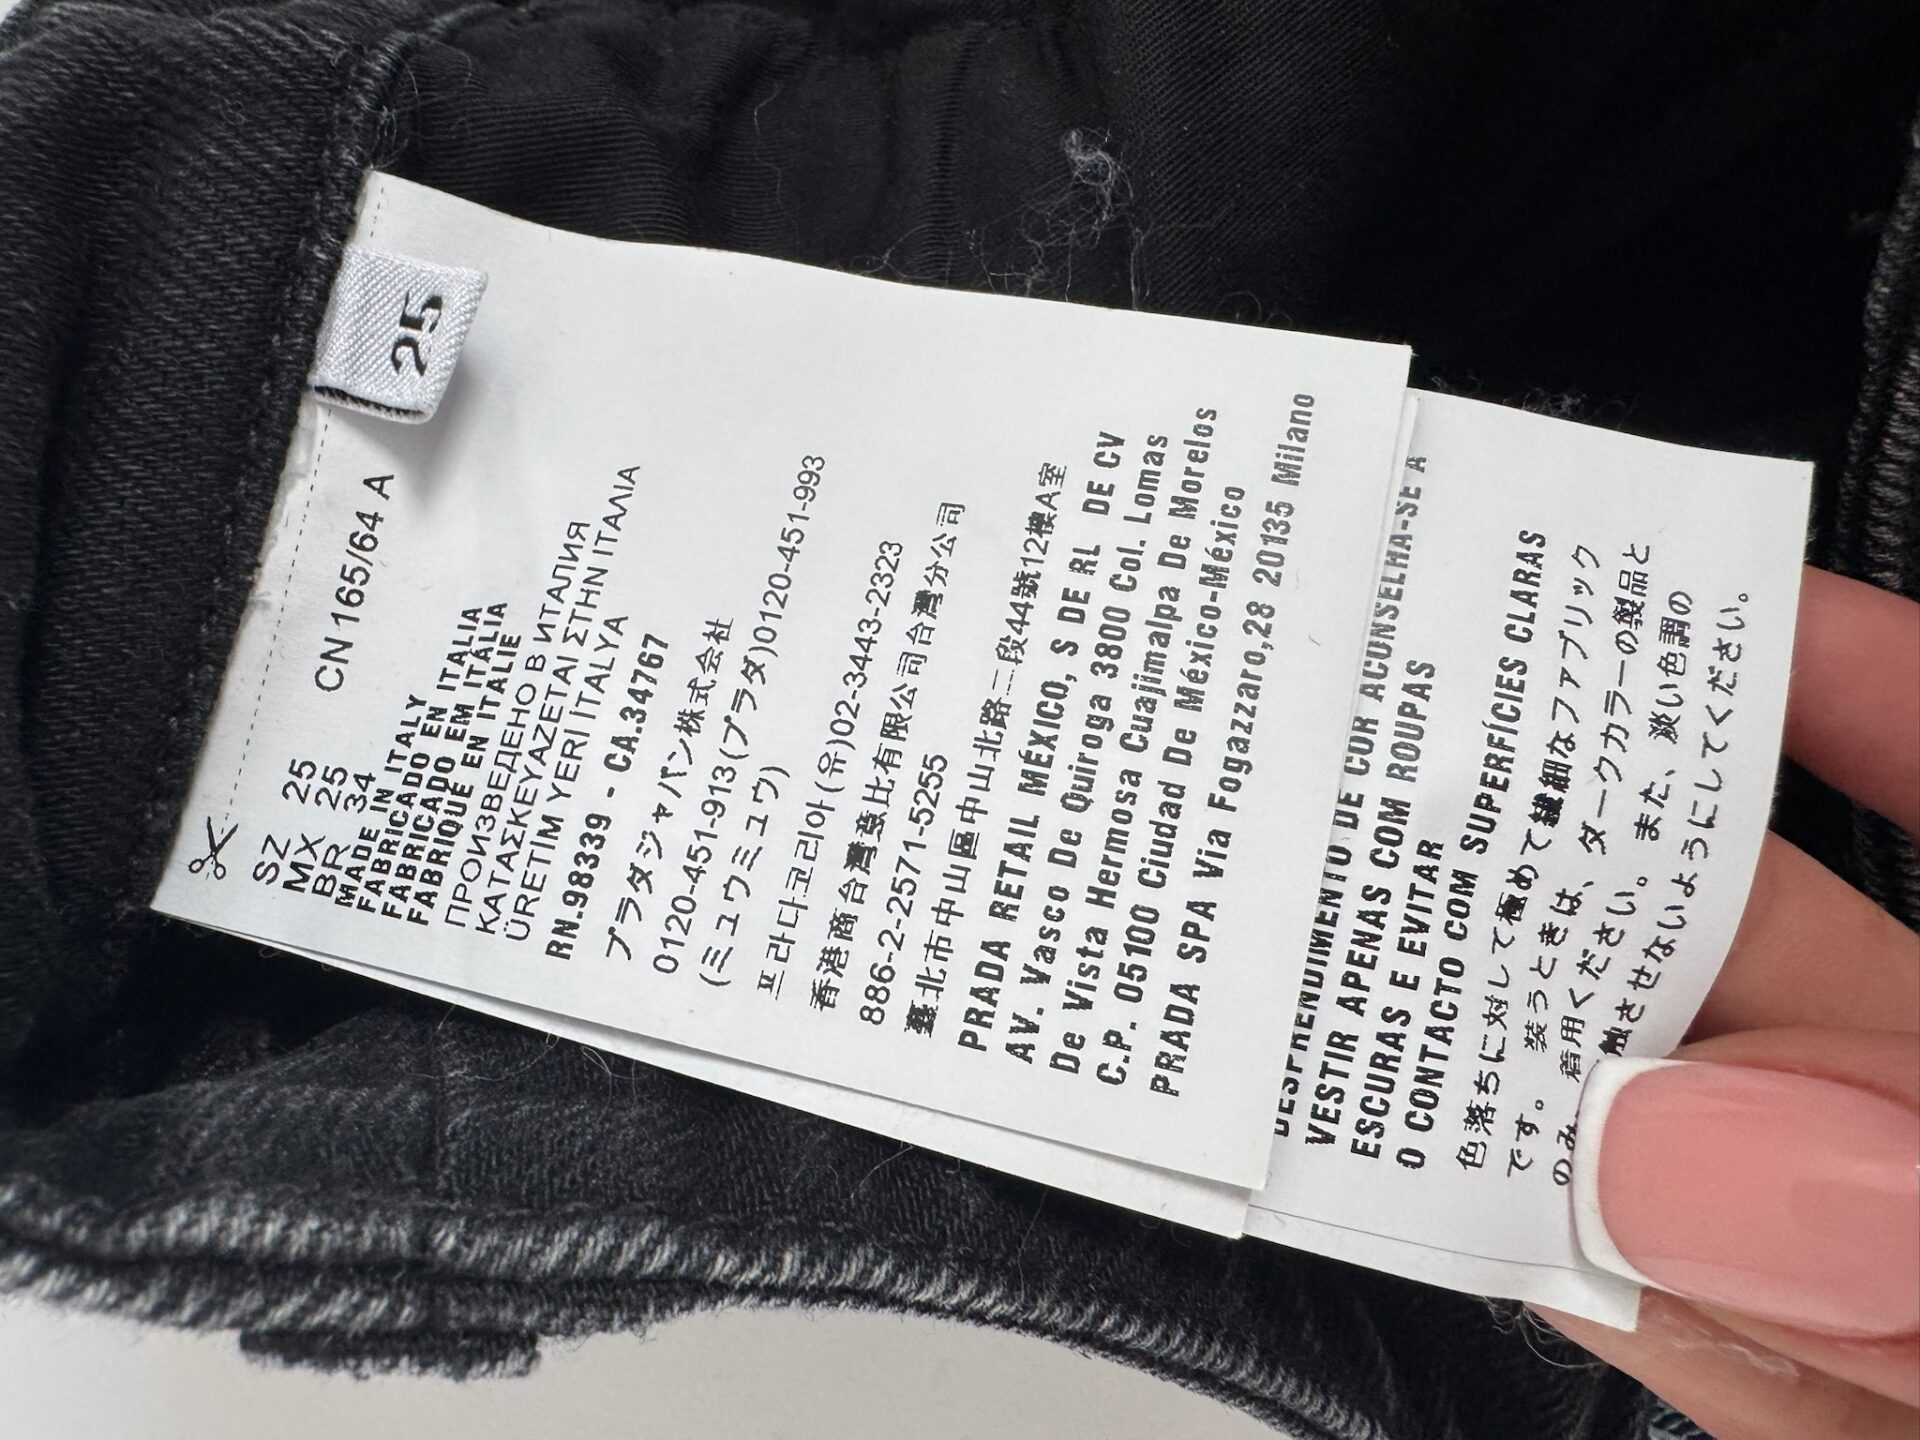 25
CN 165/64 A
SZ 25
MX 25
BR 34
MADE IN ITALY
FABRICADO EN ITALIA
FABRICADO EM ITÁLIA
FABRIQUÉ EN ITALIE
ПРОИЗВЕДЕНО В ИТАЛИЯ
ΚΑΤΑΣΚΕΥΑΖΕΤΑΙ ΣΤΗΝ ΙΤΑΛΙΑ
ÜRETIM YERI İTALYA
RN.98339 - CA.34767
プラダジャパン株式会社
0120-451-913(プラダ)0120-451-993
(ミュウミュウ)
프라다코리아(유)02-3443-2323
香港商台灣意比有限公司台灣分公司
886-2-2571-5255
臺北市中山區中山北路二段44號12樓A室
PRADA RETAIL MÉXICO, S DE RL DE CV
AV. Vasco De Quiroga 3800 Col. Lomas
De Vista Hermosa Cuajimalpa De Morelos
C.P. 05100 Ciudad De México-México
PRADA SPA Via Fogazzaro,28 20135 Milano
DESPRENDIMENTO DE COR ACONSELHA-SE A
VESTIR APENAS COM ROUPAS
ESCURAS E EVITAR
O CONTACTO COM SUPERFÍCIES CLARAS
色落ちに対して極めて繊細なファブリック
です。 装うときは、ダークカラーの製品と
のみ 着用ください。また、淡い色調の
触させないようにしてください。